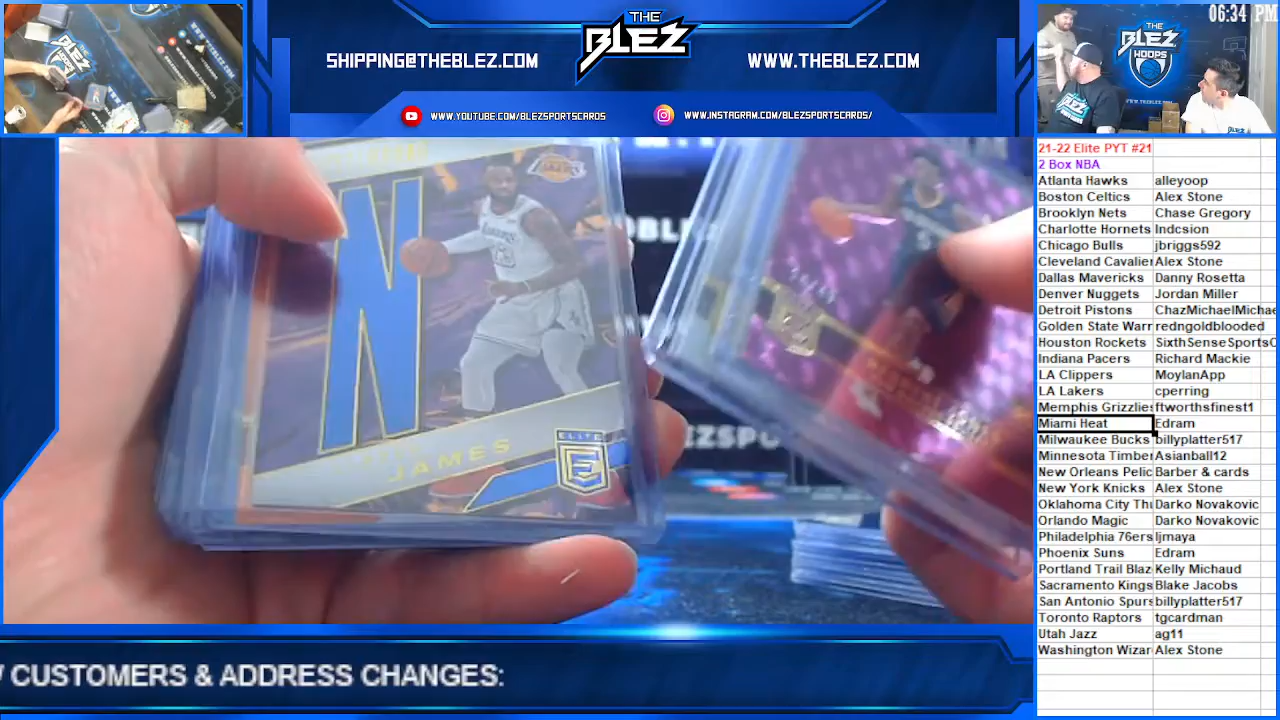 THE
BLEZ
SHIPPING@THEBLEZ.COM
WWW.THEBLEZ.COM
WWW.YOUTUBE.COM/BLEZSPORTSCARDS
WWW.INSTAGRAM.COM/BLEZSPORTSCARDS/
06:34 PM
THE
BLEZ
HOOPS
BLEZ
21-22 Elite PYT #21
2 Box NBA
Atlanta Hawks alleyoop
Boston Celtics Alex Stone
Brooklyn Nets Chase Gregory
Charlotte Hornets Indcsion
Chicago Bulls jbriggs592
Cleveland Cavalier Alex Stone
Dallas Mavericks Danny Rosetta
Denver Nuggets Jordan Miller
Detroit Pistons ChazMichaelMichae
Golden State Warr redngoldblooded
Houston Rockets SixthSenseSportsC
Indiana Pacers Richard Mackie
LA Clippers MoylanApp
LA Lakers cperring
Memphis Grizzlies ftworthsfinest1
Miami Heat Edram
Milwaukee Bucks billyplatter517
Minnesota Timber Asianball12
New Orleans Pelic Barber & cards
New York Knicks Alex Stone
Oklahoma City Thu Darko Novakovic
Orlando Magic Darko Novakovic
Philadelphia 76ers ljmaya
Phoenix Suns Edram
Portland Trail Blaz Kelly Michaud
Sacramento Kings Blake Jacobs
San Antonio Spurs billyplatter517
Toronto Raptors tgcardman
Utah Jazz ag11
Washington Wizar Alex Stone
N
LAKERS
JAMES
ELITE
E
CUSTOMERS & ADDRESS CHANGES: